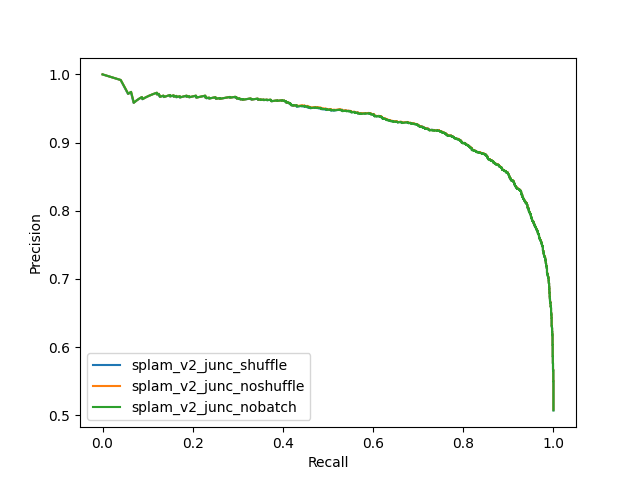 1.0
0.9
0.8
0.7
0.6
0.5
Precision
splam_v2_junc_shuffle
splam_v2_junc_noshuffle
splam_v2_junc_nobatch
0.0 0.2 0.4 0.6 0.8 1.0
Recall